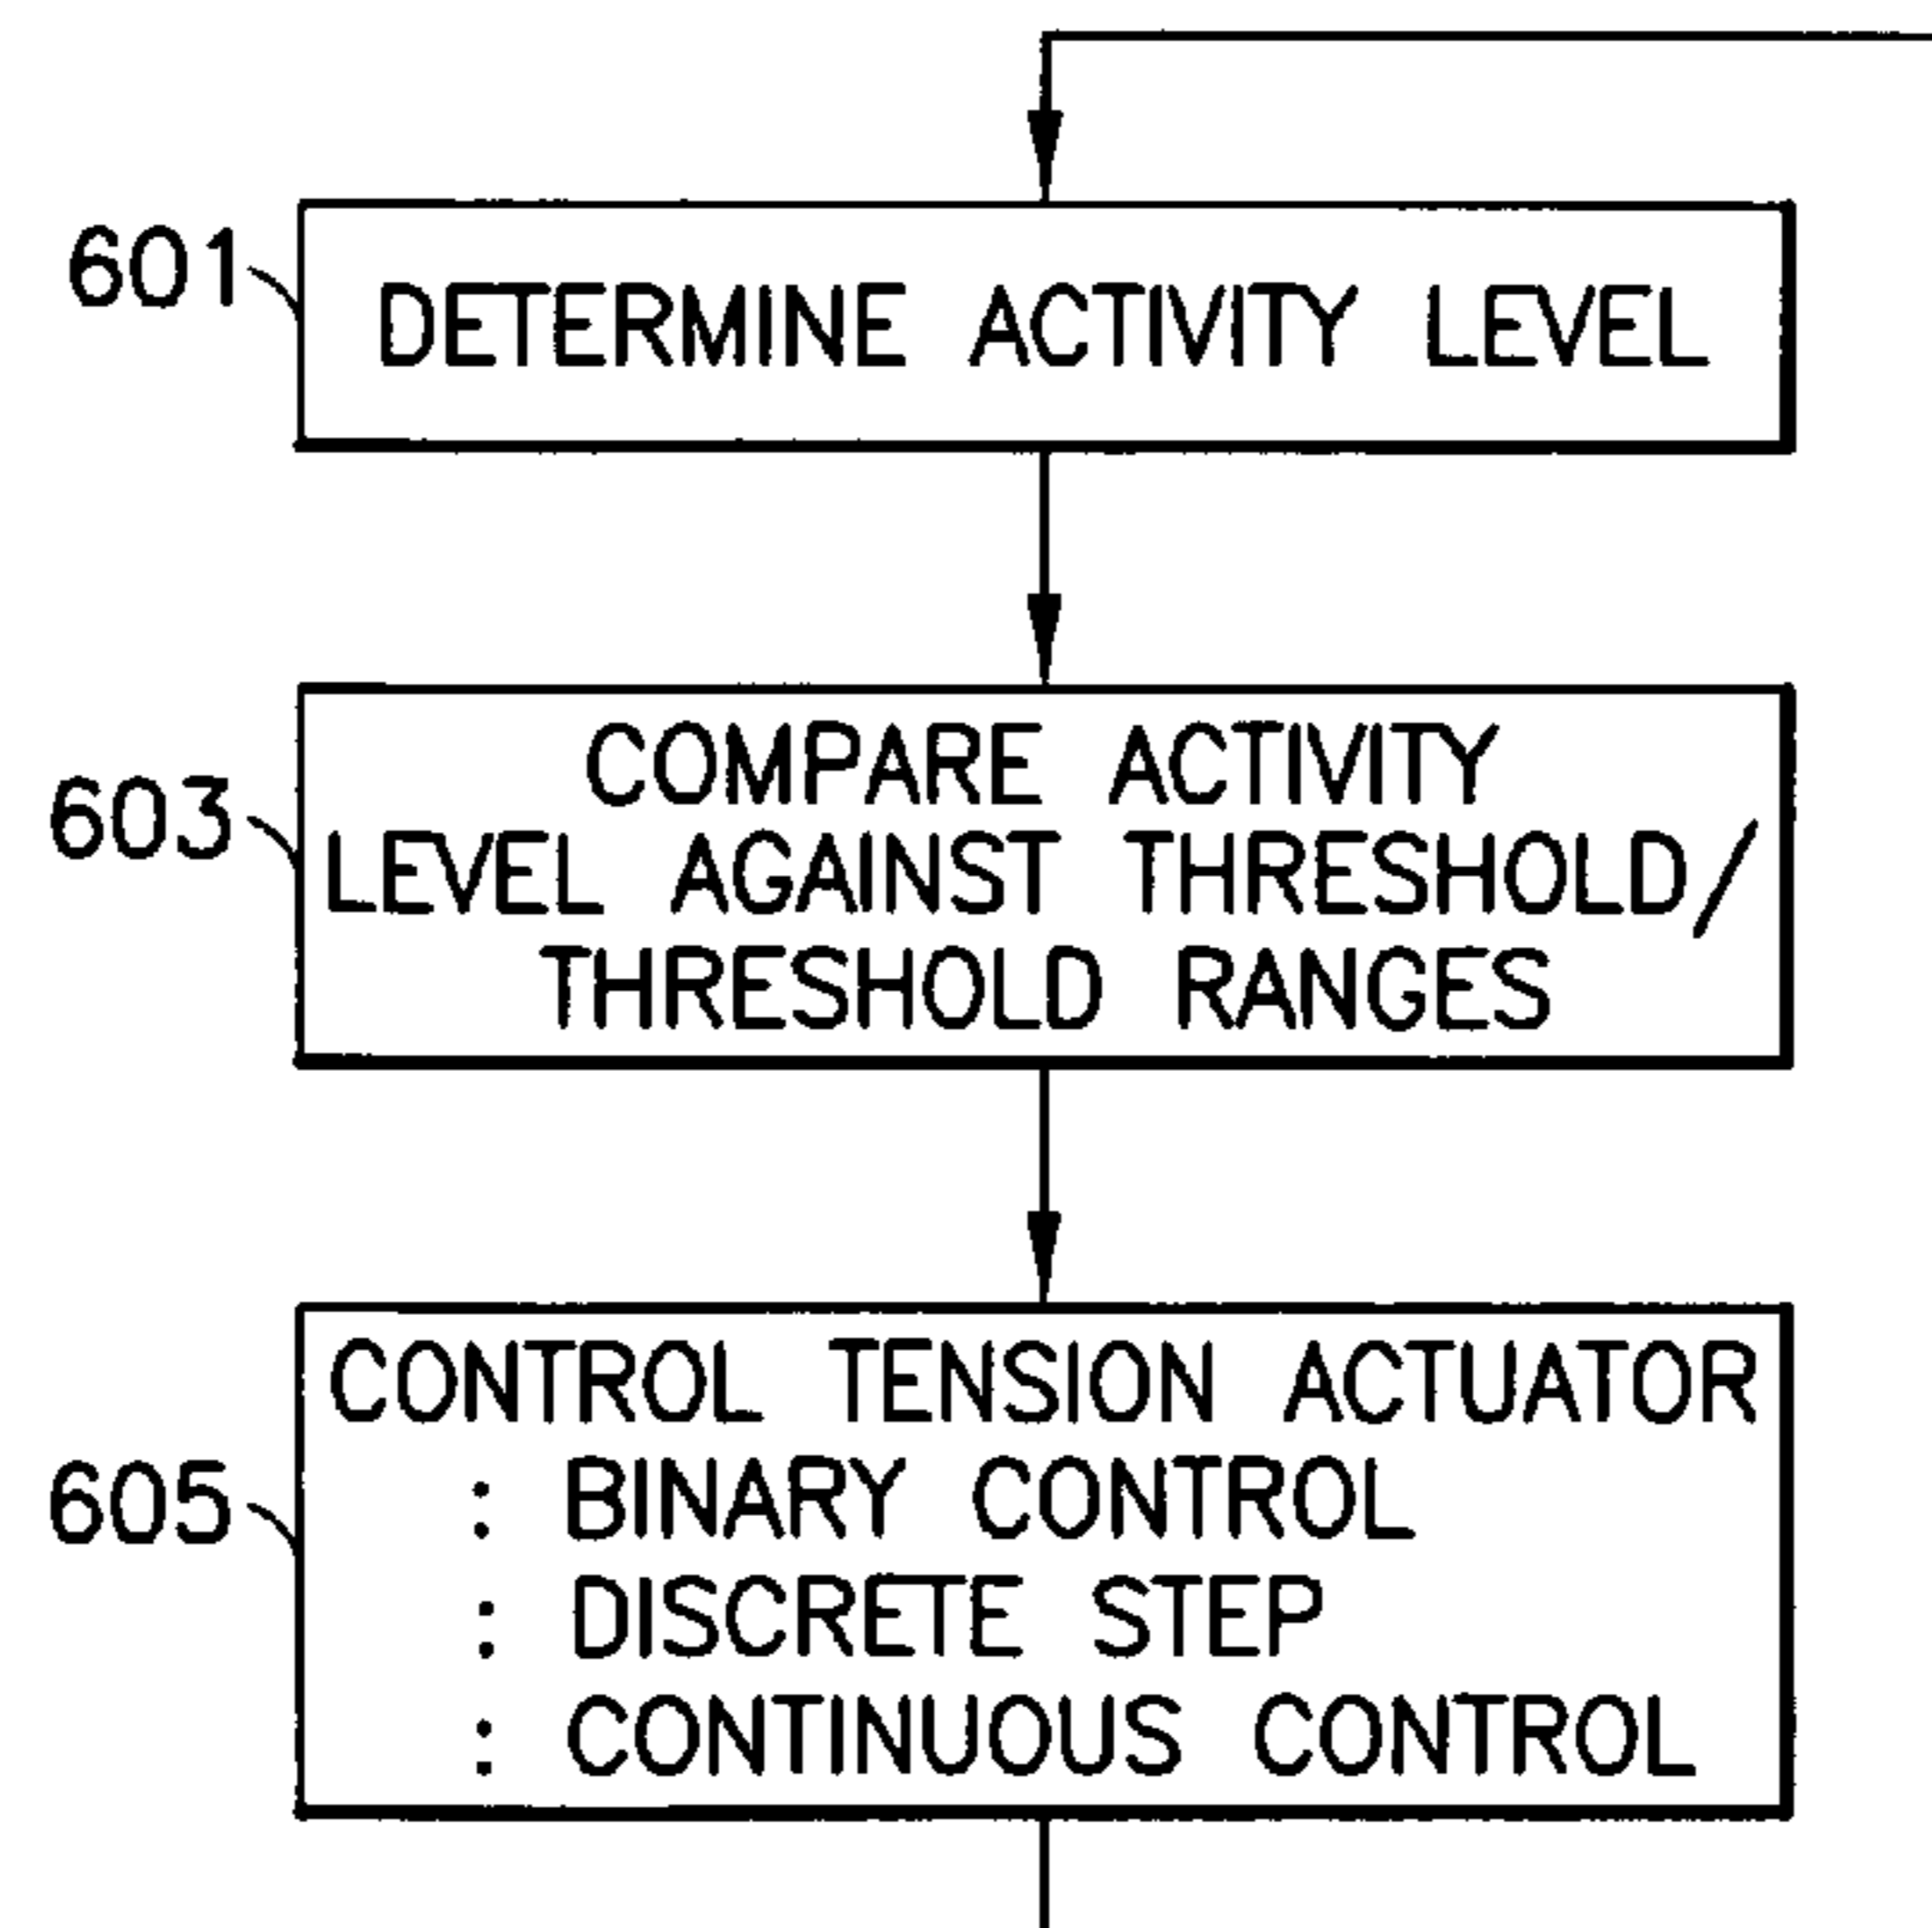 601
DETERMINE ACTIVITY LEVEL
603
COMPARE ACTIVITY
LEVEL AGAINST THRESHOLD/
THRESHOLD RANGES
605
CONTROL TENSION ACTUATOR
: BINARY CONTROL
: DISCRETE STEP
: CONTINUOUS CONTROL